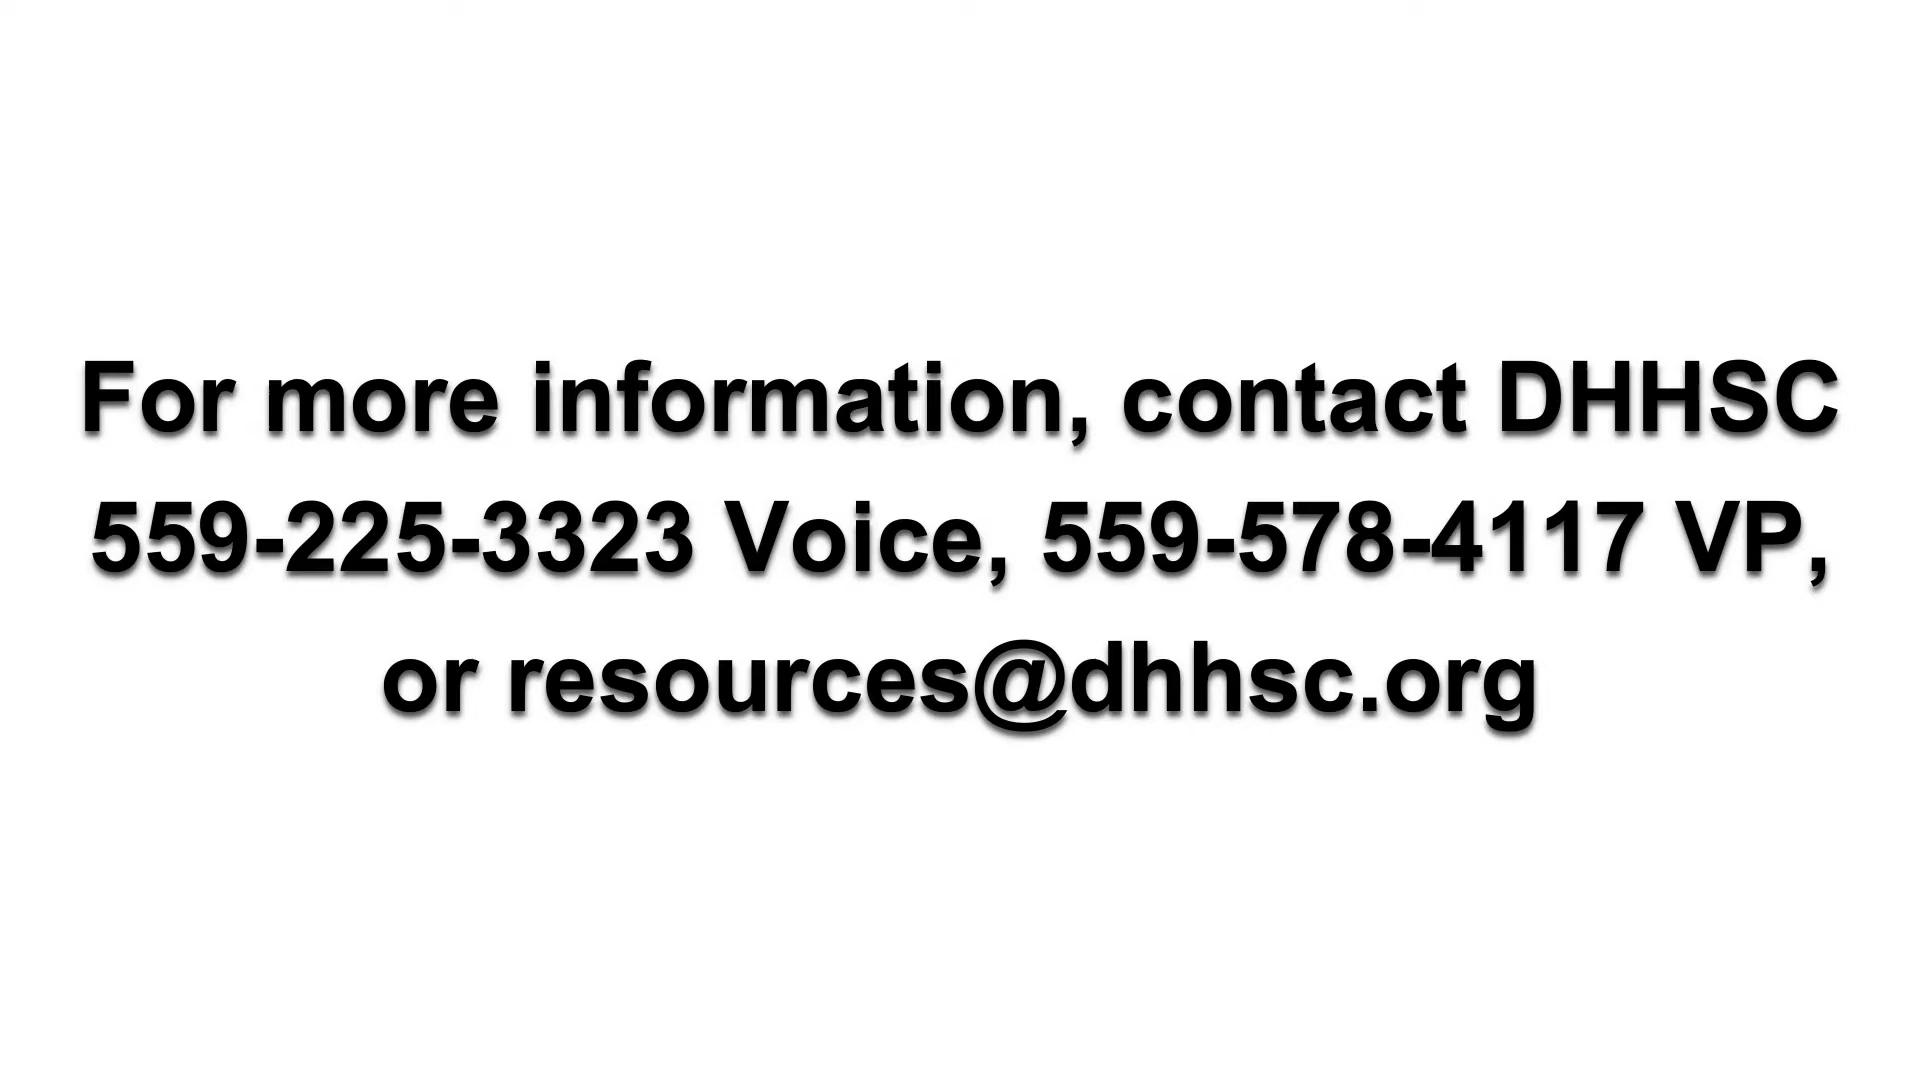 For more information, contact DHHSC
559-225-3323 Voice, 559-578-4117 VP,
or resources@dhhsc.org